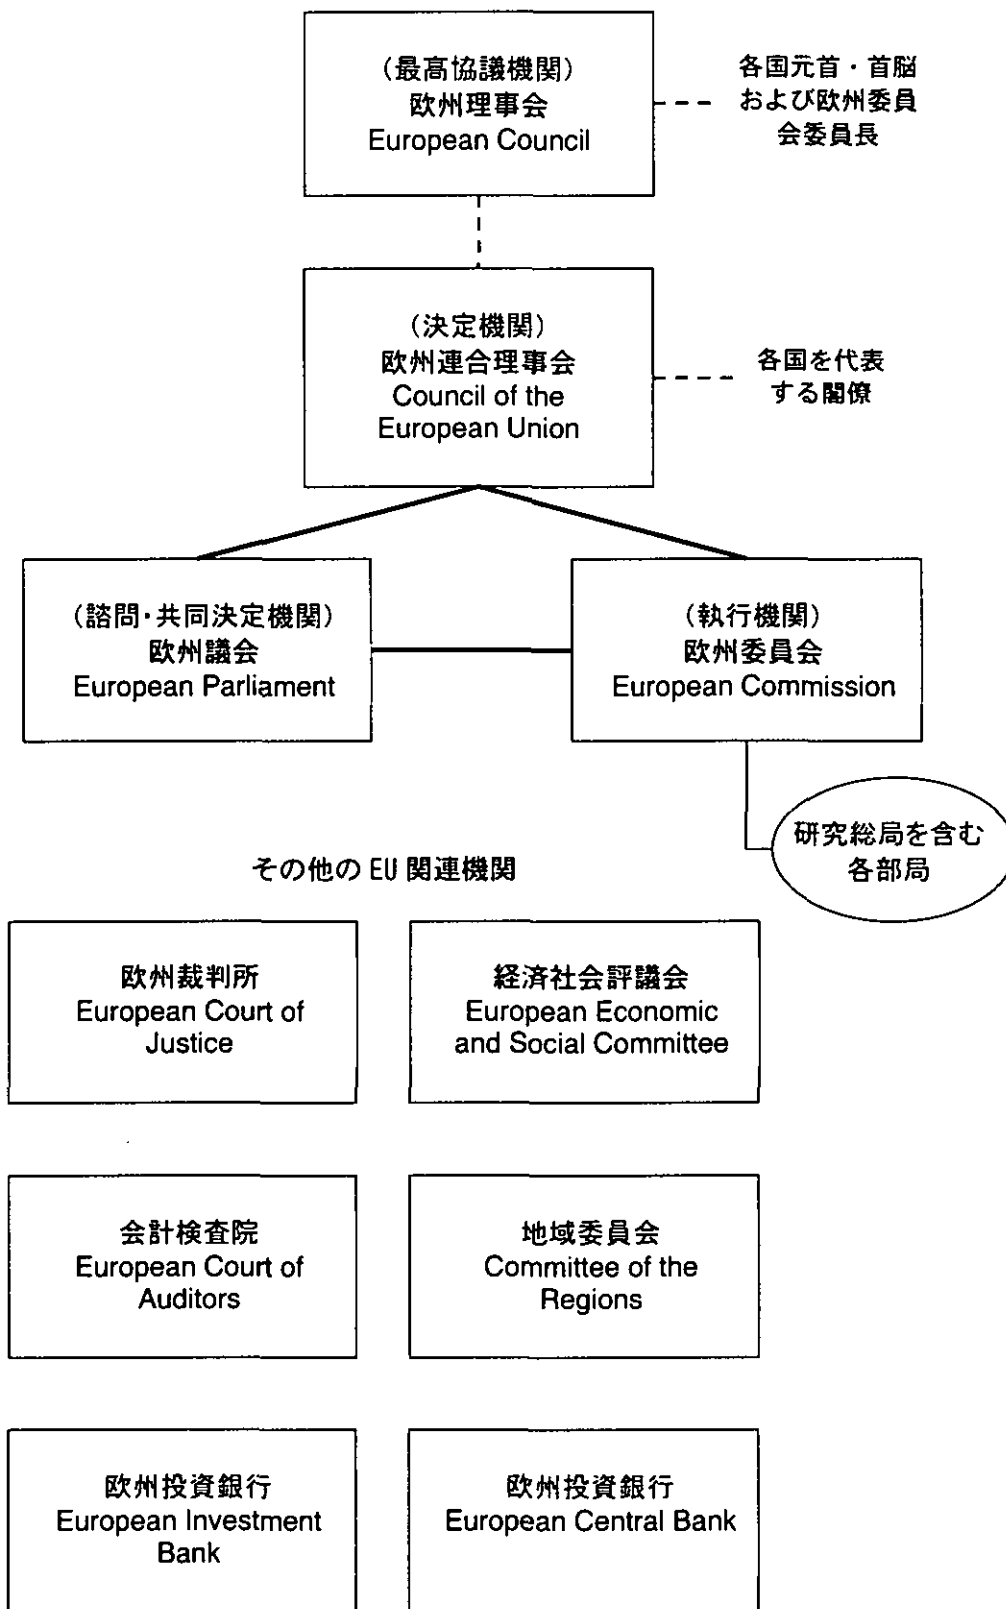 （最高協議機関）
欧州理事会
European Council
各国元首・首脳
および欧州委員
会委員長
（決定機関）
欧州連合理事会
Council of the
European Union
各国を代表
する閣僚
（諮問・共同決定機関）
欧州議会
European Parliament
（執行機関）
欧州委員会
European Commission
研究総局を含む
各部局
その他の EU 関連機関
欧州裁判所
European Court of
Justice
経済社会評議会
European Economic
and Social Committee
会計検査院
European Court of
Auditors
地域委員会
Committee of the
Regions
欧州投資銀行
European Investment
Bank
欧州投資銀行
European Central Bank